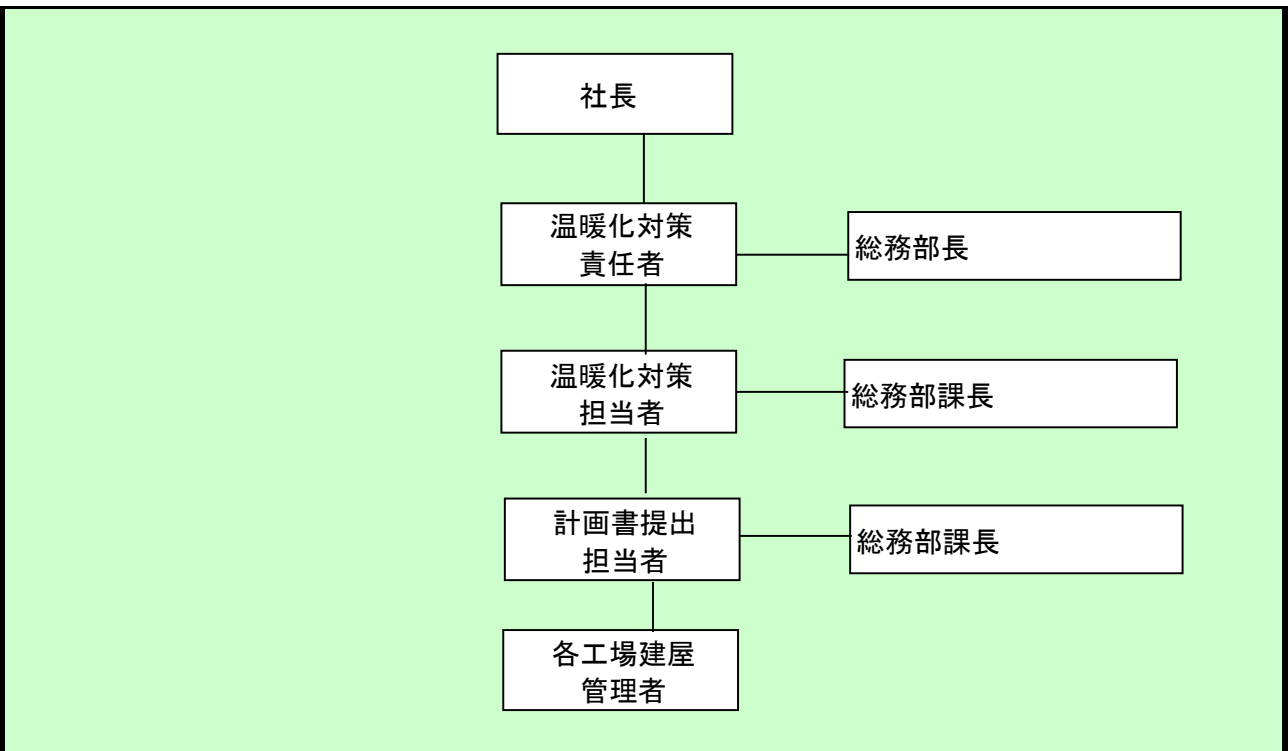 社長
温暖化対策
責任者
総務部長
温暖化対策
担当者
総務部課長
計画書提出
担当者
総務部課長
各工場建屋
管理者